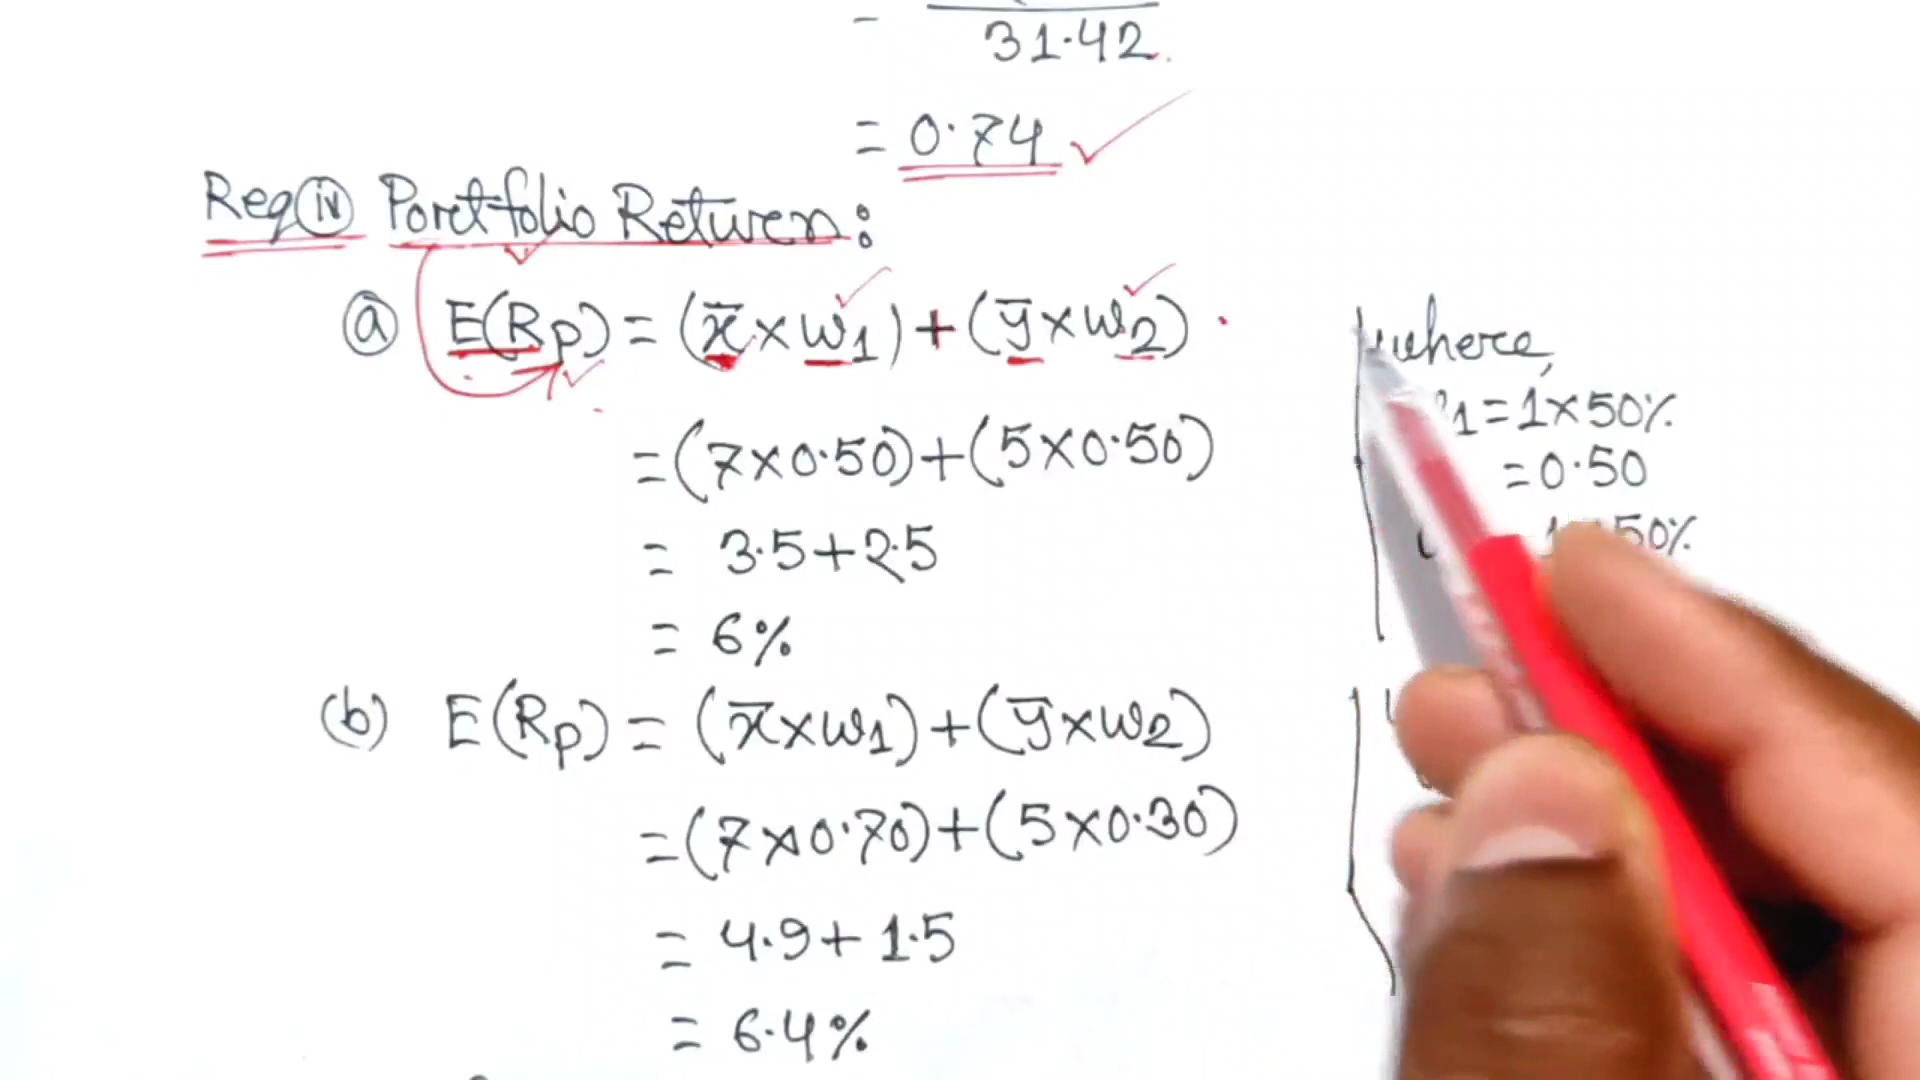 31.42
= 0.74
Req (iv) Portfolio Return:
(a) E(Rp) = (x̄ × w1) + (ȳ × w2)
= (7×0.50)+(5×0.50)
= 3.5+2.5
= 6%
(b) E(Rp) = (x̄×w1)+(ȳ×w2)
= (7×0.70)+(5×0.30)
= 4.9+1.5
= 6.4%
where,
1 = 1×50%
= 0.50
50%